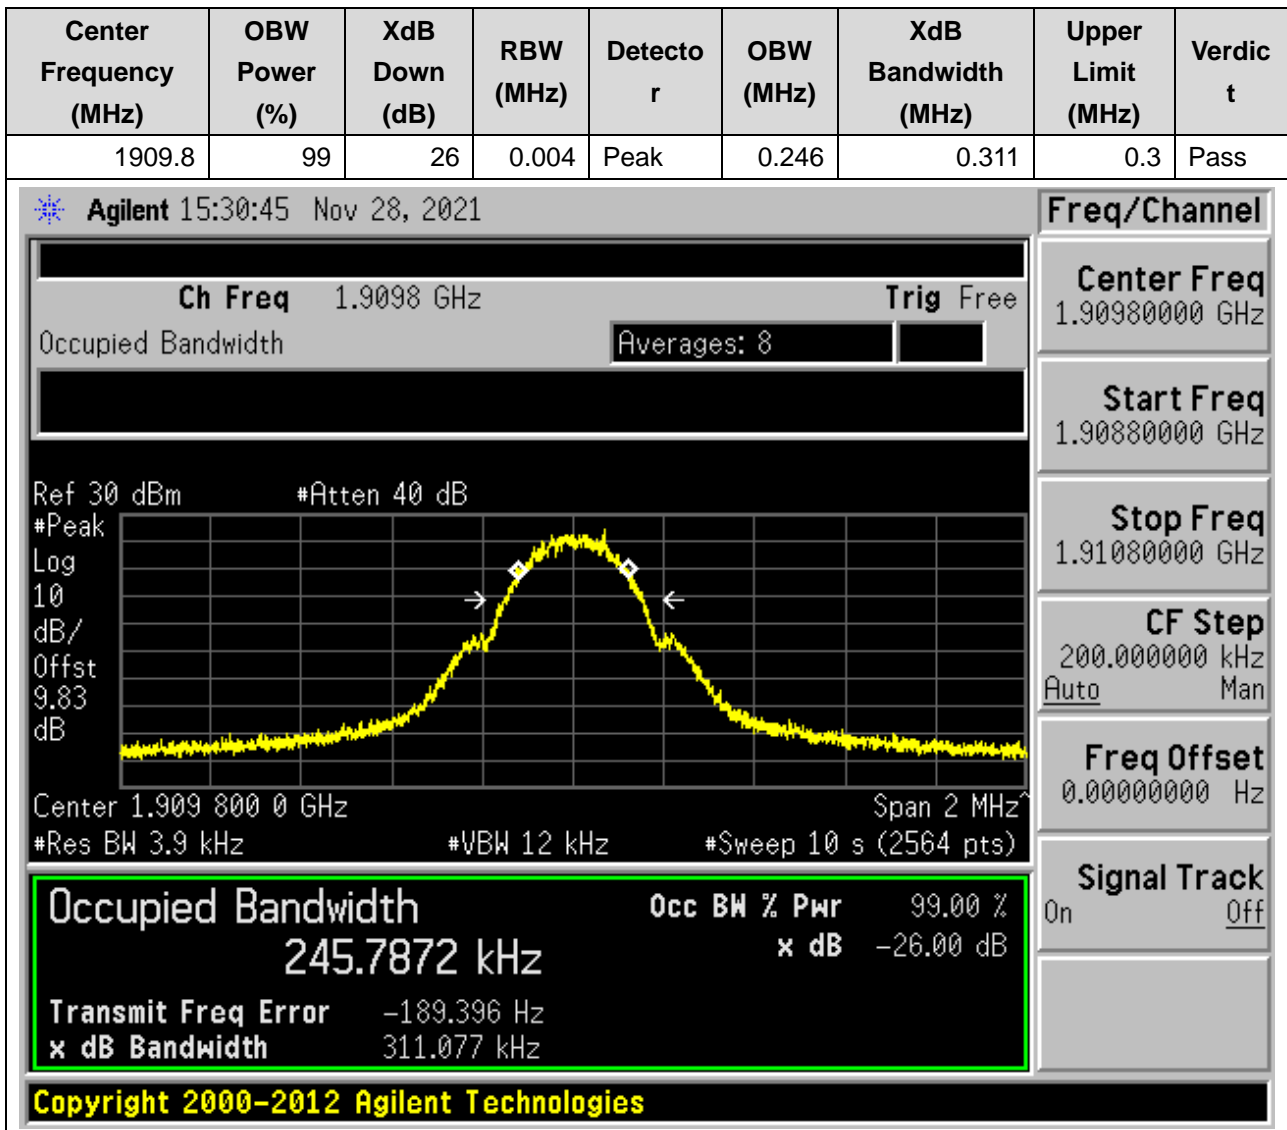 Center Frequency (MHz) OBW Power (%) XdB Down (dB) RBW (MHz) Detector OBW (MHz) XdB Bandwidth (MHz) Upper Limit (MHz) Verdict
1909.8 99 26 0.004 Peak 0.246 0.311 0.3 Pass
Agilent 15:30:45 Nov 28, 2021
Freq/Channel
Ch Freq 1.9098 GHz Trig Free
Occupied Bandwidth Averages: 8
Center Freq
1.90980000 GHz
Start Freq
1.90880000 GHz
Stop Freq
1.91080000 GHz
CF Step
200.000000 kHz
Auto Man
Freq Offset
0.00000000 Hz
Signal Track
On Off
Ref 30 dBm #Atten 40 dB
#Peak
Log
10
dB/
Offst
9.83
dB
Center 1.909 800 0 GHz Span 2 MHz^
#Res BW 3.9 kHz #VBW 12 kHz #Sweep 10 s (2564 pts)
Occupied Bandwidth
245.7872 kHz
Occ BW % Pwr 99.00 %
x dB -26.00 dB
Transmit Freq Error -189.396 Hz
x dB Bandwidth 311.077 kHz
Copyright 2000-2012 Agilent Technologies